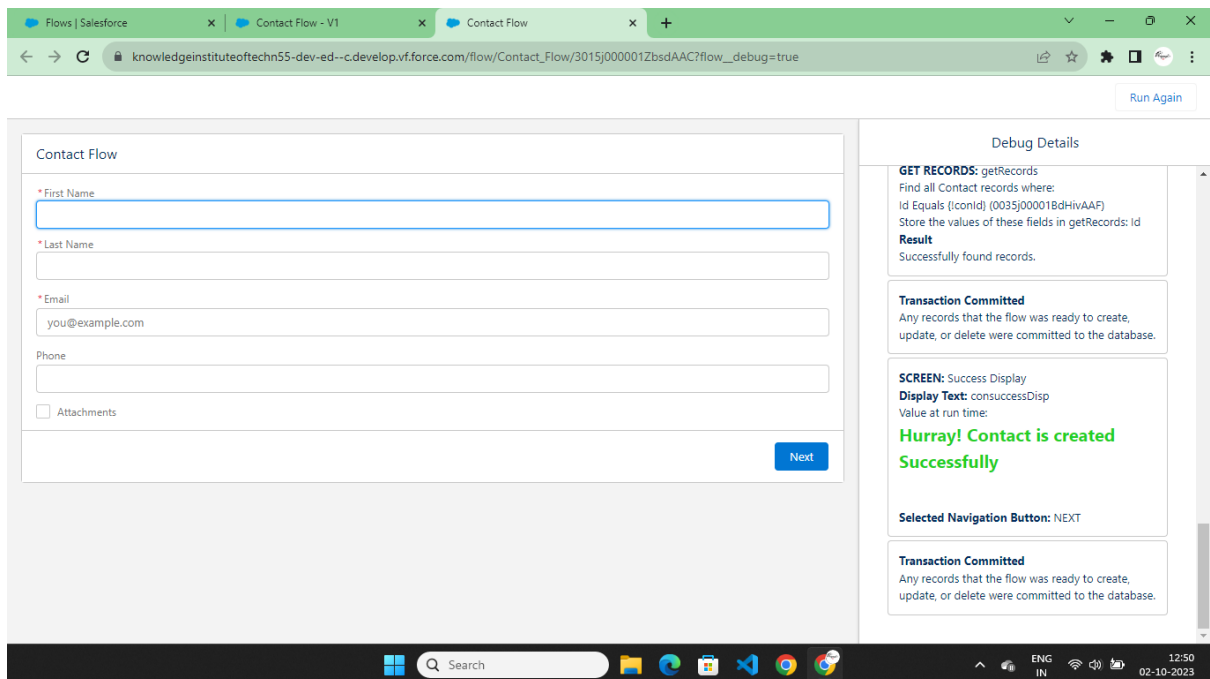 Flows | Salesforce
Contact Flow - V1
Contact Flow
knowledgeinstituteoftechn55-dev-ed--c.develop.vf.force.com/flow/Contact_Flow/3015j000001ZbsdAAC?flow__debug=true
Run Again
Contact Flow
* First Name
* Last Name
* Email
you@example.com
Phone
Attachments
Next
Debug Details
GET RECORDS: getRecords
Find all Contact records where:
Id Equals {!conId} (0035j00001BdHivAAF)
Store the values of these fields in getRecords: Id
Result
Successfully found records.
Transaction Committed
Any records that the flow was ready to create,
update, or delete were committed to the database.
SCREEN: Success Display
Display Text: consuccessDisp
Value at run time:
Hurray! Contact is created
Successfully
Selected Navigation Button: NEXT
Transaction Committed
Any records that the flow was ready to create,
update, or delete were committed to the database.
Search
ENG
IN
12:50
02-10-2023